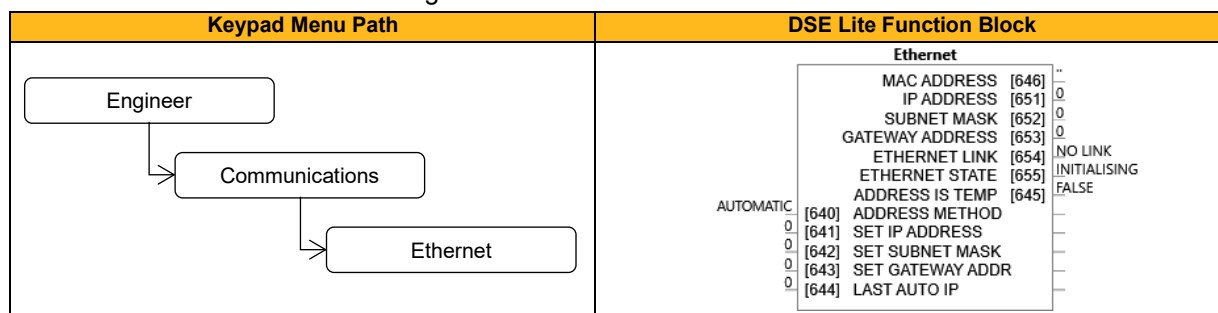 Keypad Menu Path
DSE Lite Function Block
Engineer
Communications
Ethernet
Ethernet
MAC ADDRESS [646] ..
IP ADDRESS [651] 0
SUBNET MASK [652] 0
GATEWAY ADDRESS [653] 0
ETHERNET LINK [654] NO LINK
ETHERNET STATE [655] INITIALISING
ADDRESS IS TEMP [645] FALSE
AUTOMATIC [640] ADDRESS METHOD
0 [641] SET IP ADDRESS
0 [642] SET SUBNET MASK
0 [643] SET GATEWAY ADDR
0 [644] LAST AUTO IP